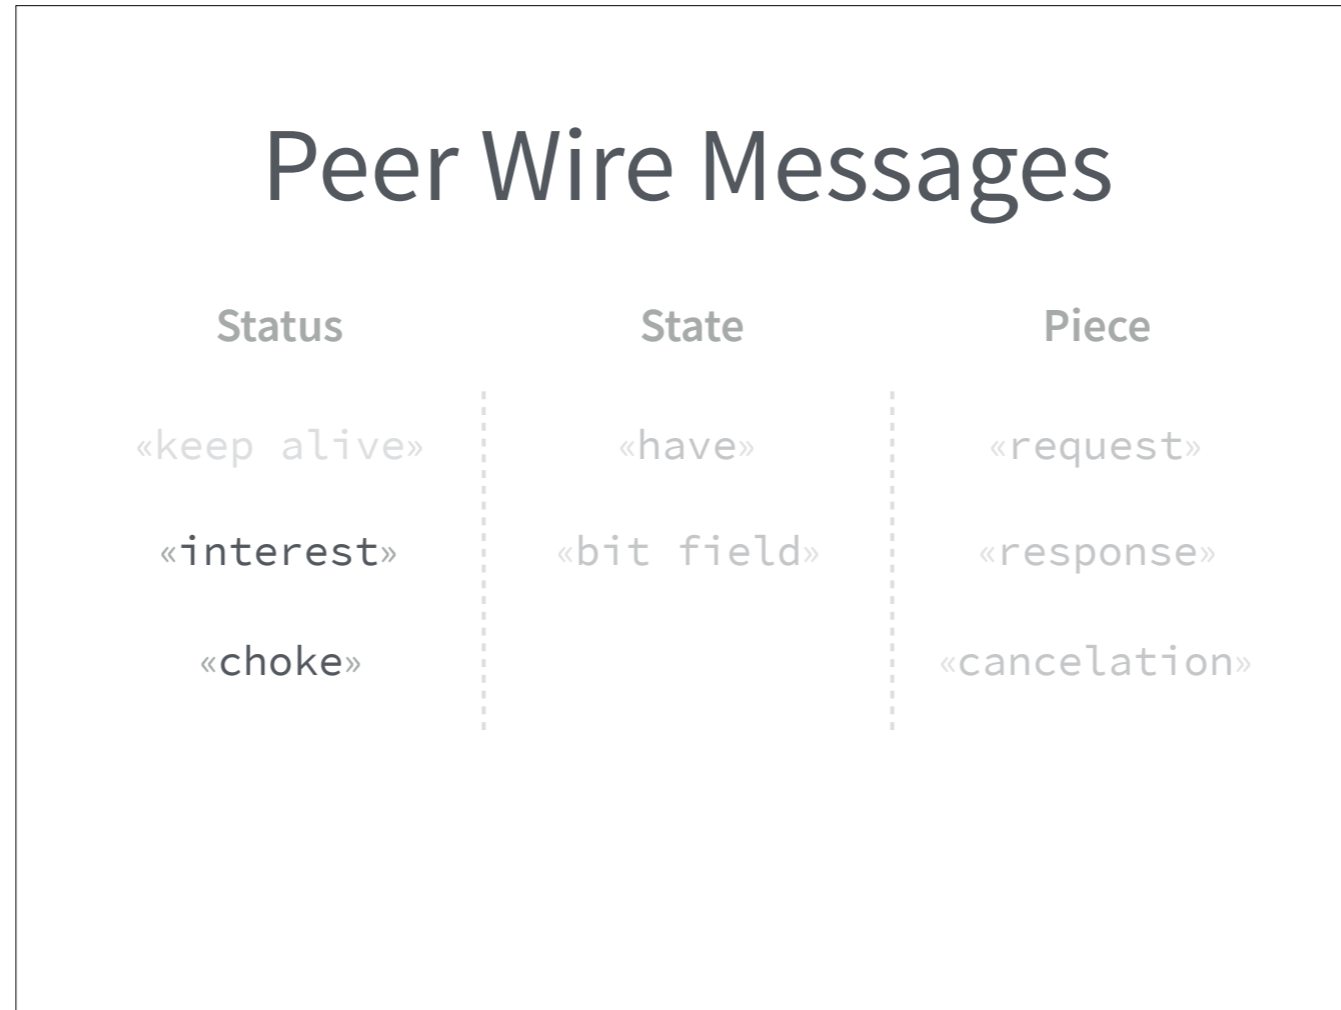 Peer Wire Messages
Status
State
Piece
«keep alive»
«have»
«request»
«interest»
«bit field»
«response»
«choke»
«cancelation»